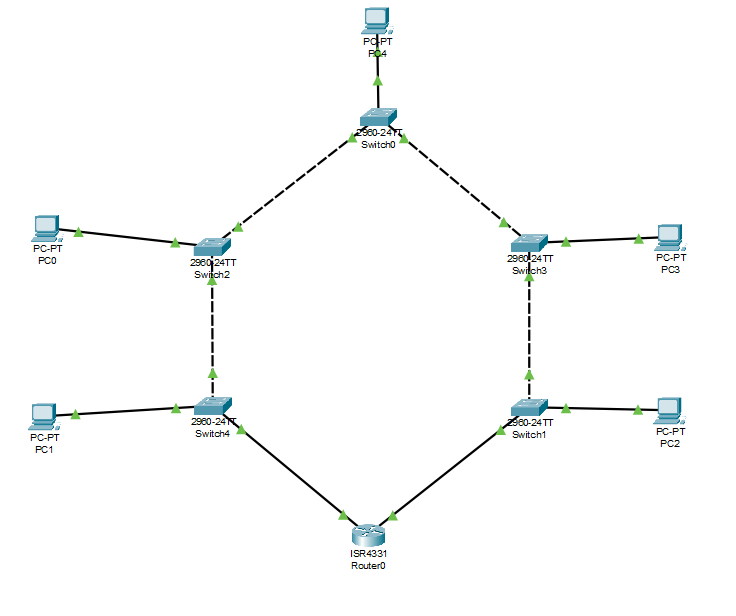 PC-PT
PC4
2960-24TT
Switch0
PC-PT
PC0
2960-24TT
Switch2
2960-24TT
Switch3
PC-PT
PC3
PC-PT
PC1
2960-24TT
Switch4
2960-24TT
Switch1
PC-PT
PC2
ISR4331
Router0